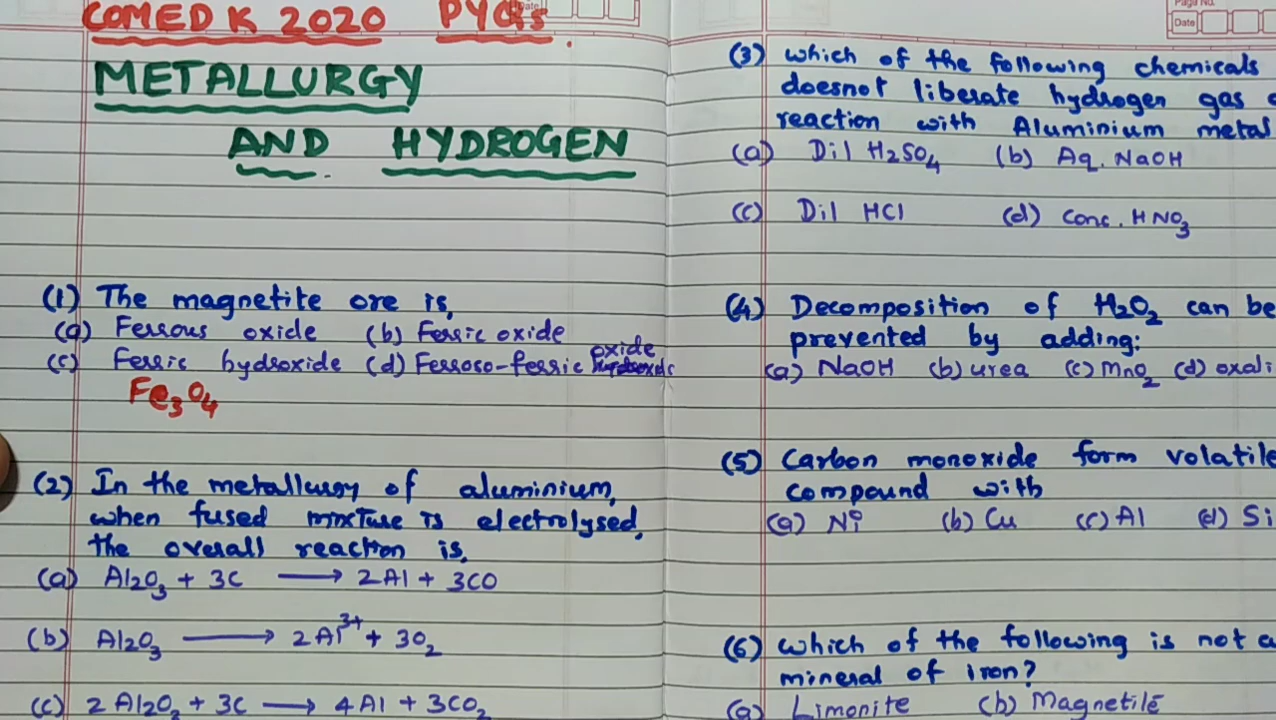 COMED K 2020 PYQs
METALLURGY
AND HYDROGEN
(1) The magnetite ore is,
(a) Ferrous oxide (b) Ferric oxide
(c) Ferric hydroxide (d) Ferroso-ferric oxide
Fe₃O₄
(2) In the metallurgy of aluminium,
when fused mixture is electrolysed,
the overall reaction is,
(a) Al₂O₃ + 3C ⟶ 2Al + 3CO
(b) Al₂O₃ ⟶ 2Al³⁺ + 3O₂
(c) 2Al₂O₃ + 3C ⟶ 4Al + 3CO₂
Page No.
Date
(3) which of the following chemicals
doesnot liberate hydrogen gas
reaction with Aluminium metal
(a) Dil H₂SO₄ (b) Aq. NaOH
(c) Dil HCl (d) Conc. HNO₃
(4) Decomposition of H₂O₂ can be
prevented by adding:
(a) NaOH (b) urea (c) MnO₂ (d) oxali
(5) Carbon monoxide form volatile
compound with
(a) Ni (b) Cu (c) Al (d) Si
(6) which of the following is not a
mineral of iron?
(a) Limonite (b) Magnetite